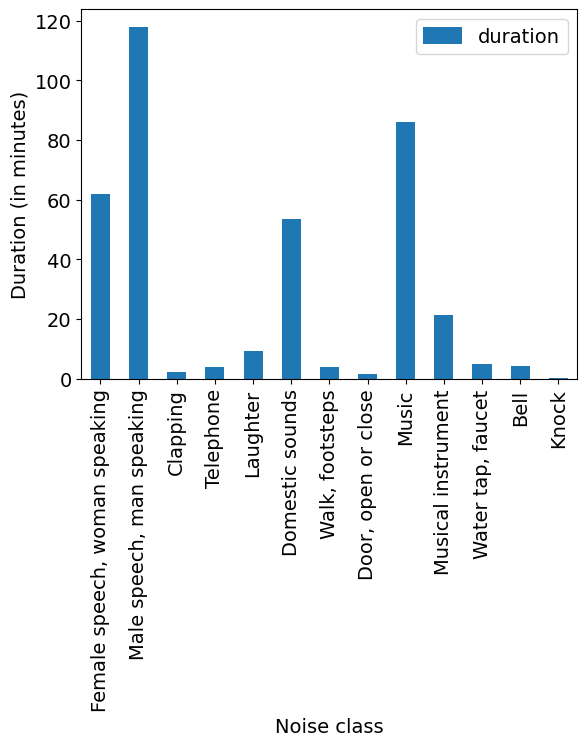 duration
Duration (in minutes)
120
100
80
60
40
20
0
Female speech, woman speaking
Male speech, man speaking
Clapping
Telephone
Laughter
Domestic sounds
Walk, footsteps
Door, open or close
Music
Musical instrument
Water tap, faucet
Bell
Knock
Noise class